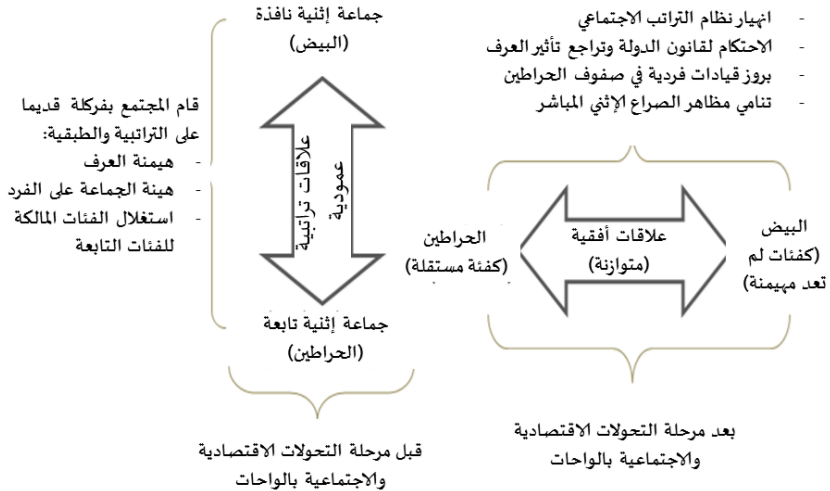 جماعة إثنية نافذة
(البيض)
قام المجتمع بفركلة قديما
على التراتبية والطبقية:
- هيمنة العرف
- هينة الجماعة على الفرد
- استغلال الفئات المالكة
للفئات التابعة
علاقات تراتبية
عمودية
جماعة إثنية تابعة
(الحراطين)
قبل مرحلة التحولات الاقتصادية
والاجتماعية بالواحات
- انهيار نظام التراتب الاجتماعي
- الاحتكام لقانون الدولة وتراجع تأثير العرف
- بروز قيادات فردية في صفوف الحراطين
- تنامي مظاهر الصراع الإثني المباشر
البيض
(كفئات لم
تعد مهيمنة)
علاقات أفقية
(متوازنة)
الحراطين
(كفئة مستقلة)
بعد مرحلة التحولات الاقتصادية
والاجتماعية بالواحات